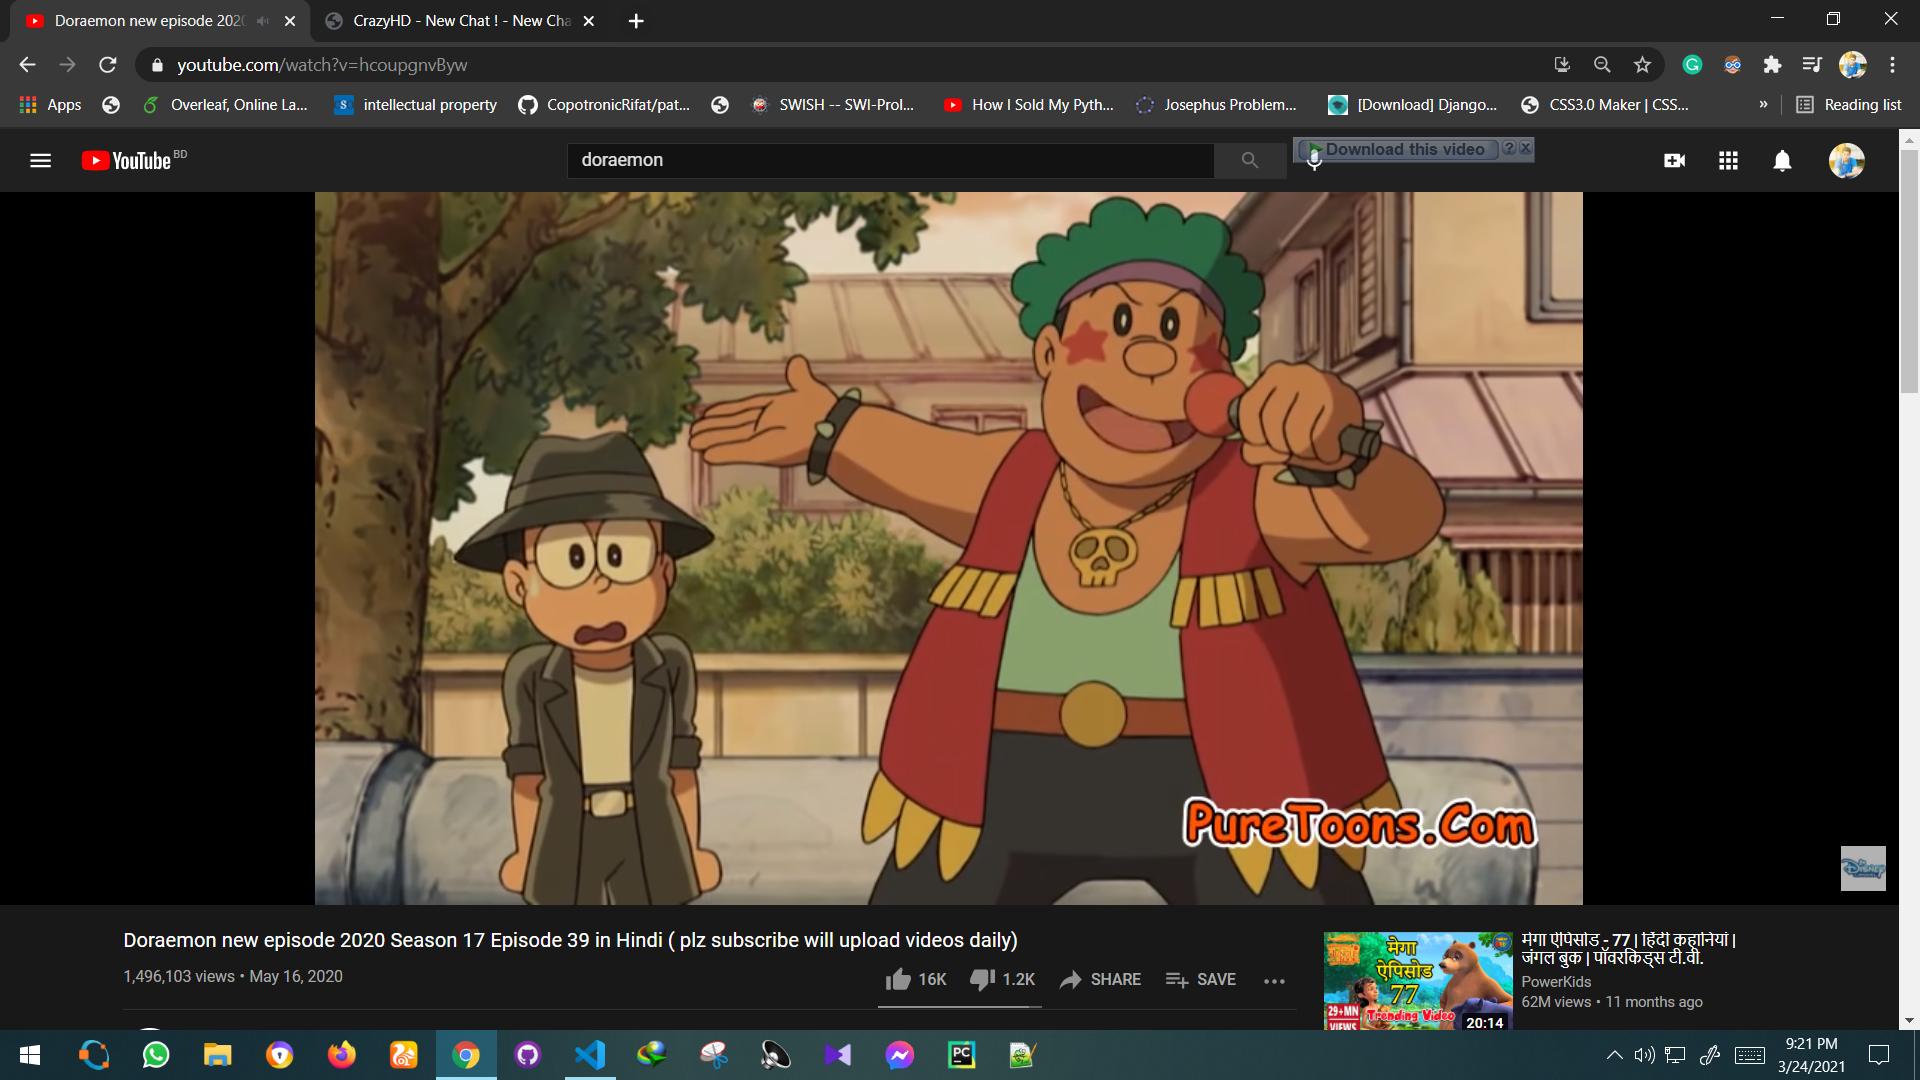 Doraemon new episode 202
CrazyHD - New Chat ! - New Cha
youtube.com/watch?v=hcoupgnvByw
Apps
Overleaf, Online La...
intellectual property
CopotronicRifat/pat...
SWISH -- SWI-Prol...
How I Sold My Pyth...
Josephus Problem...
[Download] Django...
CSS3.0 Maker | CSS...
»
Reading list
YouTube BD
doraemon
Download this video
PureToons.Com
Disney
Doraemon new episode 2020 Season 17 Episode 39 in Hindi ( plz subscribe will upload videos daily)
1,496,103 views • May 16, 2020
16K
1.2K
SHARE
SAVE
मेगा
ऐपिसोड
77
29+MN
VIEWS
Trending Video
20:14
मेगा ऐपिसोड - 77 | हिंदी कहानियां |
जंगल बुक | पॉवरकिड्स टी.वी.
PowerKids
62M views • 11 months ago
PC
9:21 PM
3/24/2021